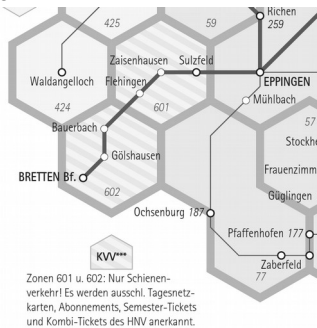 Richen
259
425
59
Zaisenhausen
Sulzfeld
Waldangelloch
Flehingen
EPPINGEN
Mühlbach
424
601
57
Bauerbach
Stockhe
Gölshausen
Frauenzimm
BRETTEN Bf.
Güglingen
602
Ochsenburg 187
Pfaffenhofen 177
Zaberfeld
77
KVV***
Zonen 601 u. 602: Nur Schienen-
verkehr! Es werden ausschl. Tagesnetz-
karten, Abonnements, Semester-Tickets
und Kombi-Tickets des HNV anerkannt.